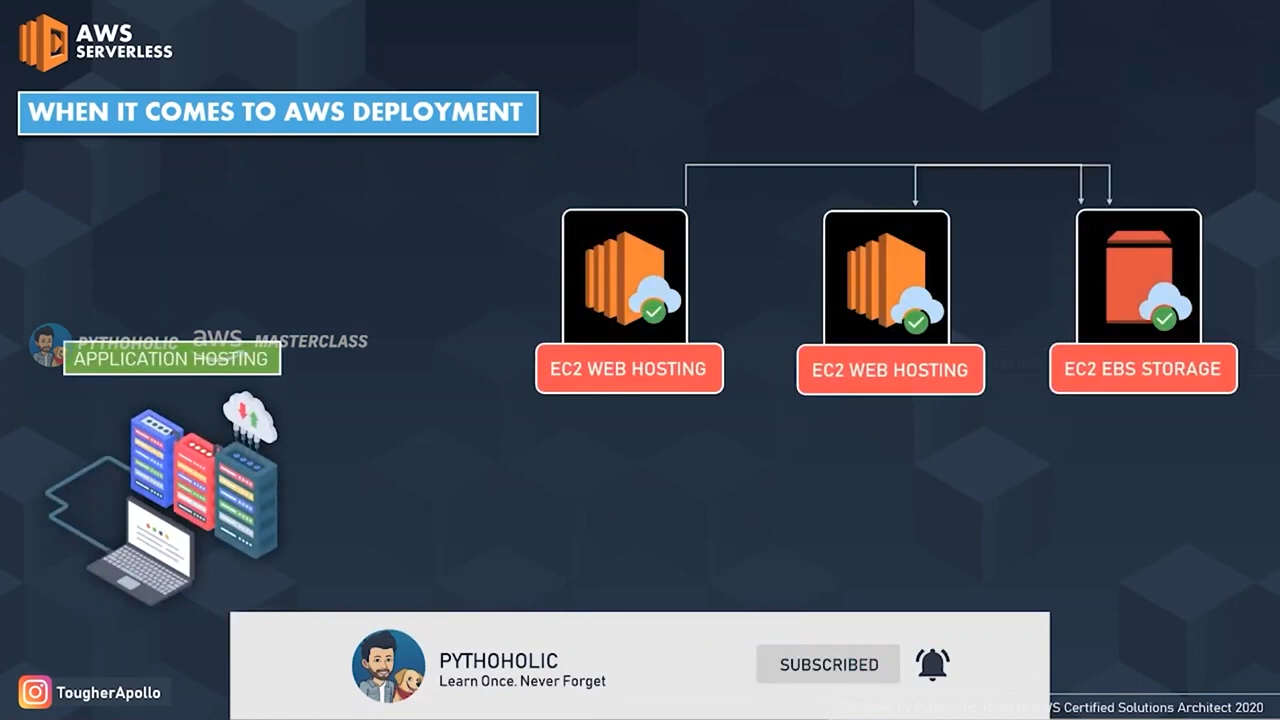 AWS
SERVERLESS
WHEN IT COMES TO AWS DEPLOYMENT
PYTHOHOLIC aws MASTERCLASS
APPLICATION HOSTING
EC2 WEB HOSTING
EC2 WEB HOSTING
EC2 EBS STORAGE
PYTHOHOLIC
Learn Once. Never Forget
SUBSCRIBED
TougherApollo
AWS Certified Solutions Architect 2020